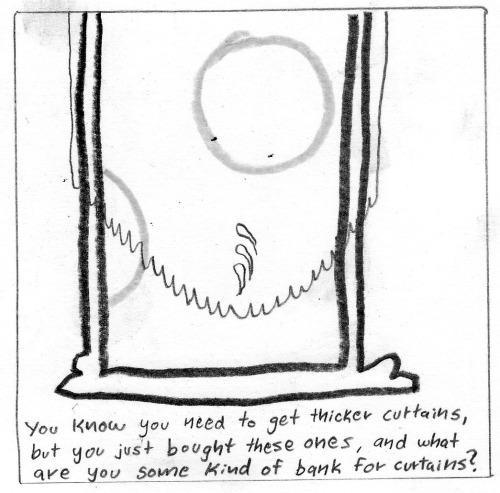 You know you need to get thicker curtains,
but you just bought these ones, and what
are you some kind of bank for curtains?